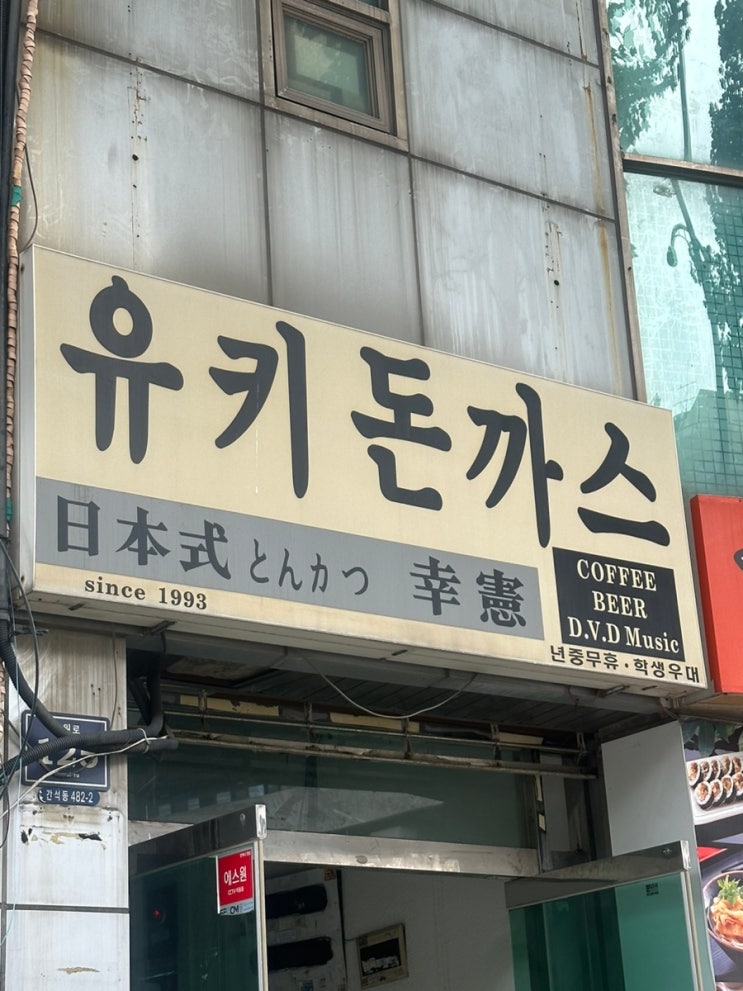 유키돈까스
日本式 とんカつ 幸憲
since 1993
COFFEE
BEER
D.V.D Music
년중무휴·학생우대
간석동 482-2
에스원